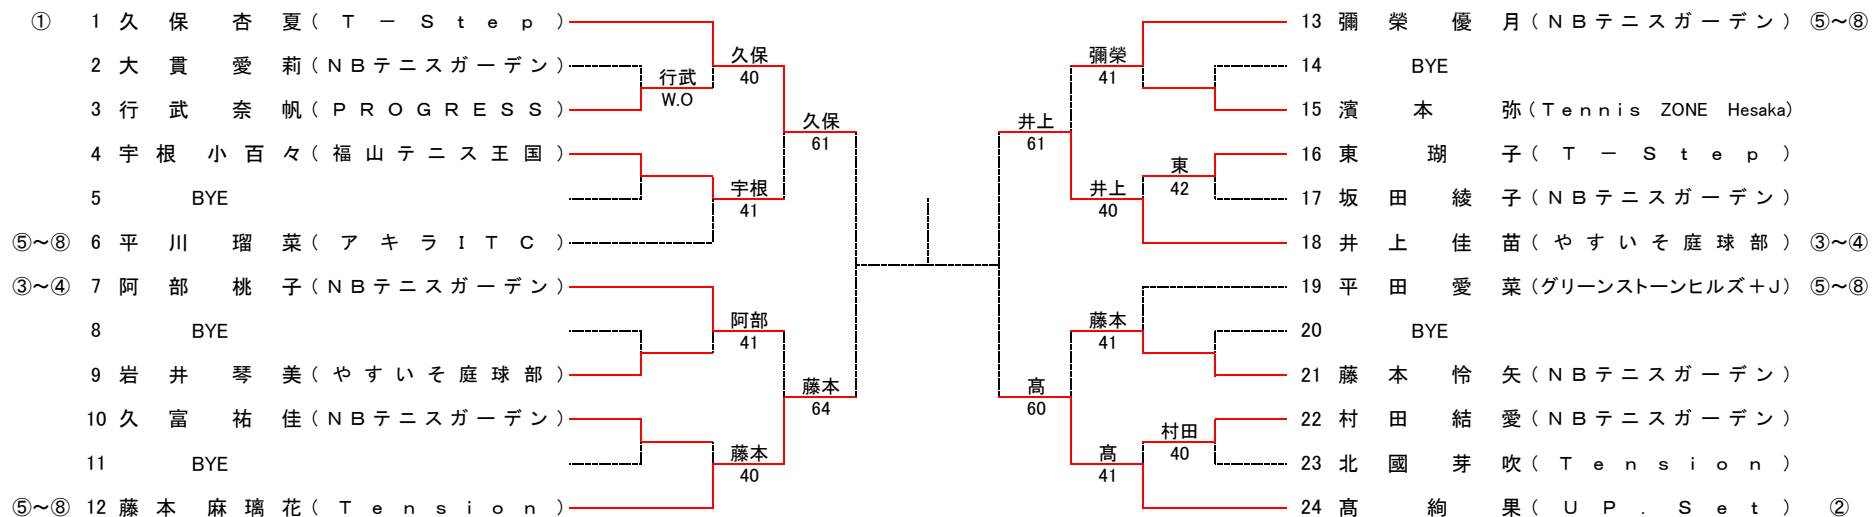 ① 1 久保 杏夏(T－Step)
2 大貫 愛莉(NBテニスガーデン)
3 行武 奈帆(PROGRESS)
4 宇根 小百々(福山テニス王国)
5 BYE
⑤～⑧ 6 平川 瑠菜(アキラITC)
③～④ 7 阿部 桃子(NBテニスガーデン)
8 BYE
9 岩井 琴美(やすいそ庭球部)
10 久富 祐佳(NBテニスガーデン)
11 BYE
⑤～⑧ 12 藤本 麻璃花(Tension)
行武
W.O
久保
40
宇根
41
阿部
41
藤本
40
久保
61
藤本
64
井上
61
髙
60
彌榮
41
井上
40
藤本
41
髙
41
東
42
村田
40
13 彌榮 優月(NBテニスガーデン) ⑤～⑧
14 BYE
15 濱本 弥(Tennis ZONE Hesaka)
16 東 瑚子(T－Step)
17 坂田 綾子(NBテニスガーデン)
18 井上 佳苗(やすいそ庭球部) ③～④
19 平田 愛菜(グリーンストーンヒルズ＋J) ⑤～⑧
20 BYE
21 藤本 怜矢(NBテニスガーデン)
22 村田 結愛(NBテニスガーデン)
23 北國 芽吹(Tension)
24 髙 絢果(UP.Set) ②